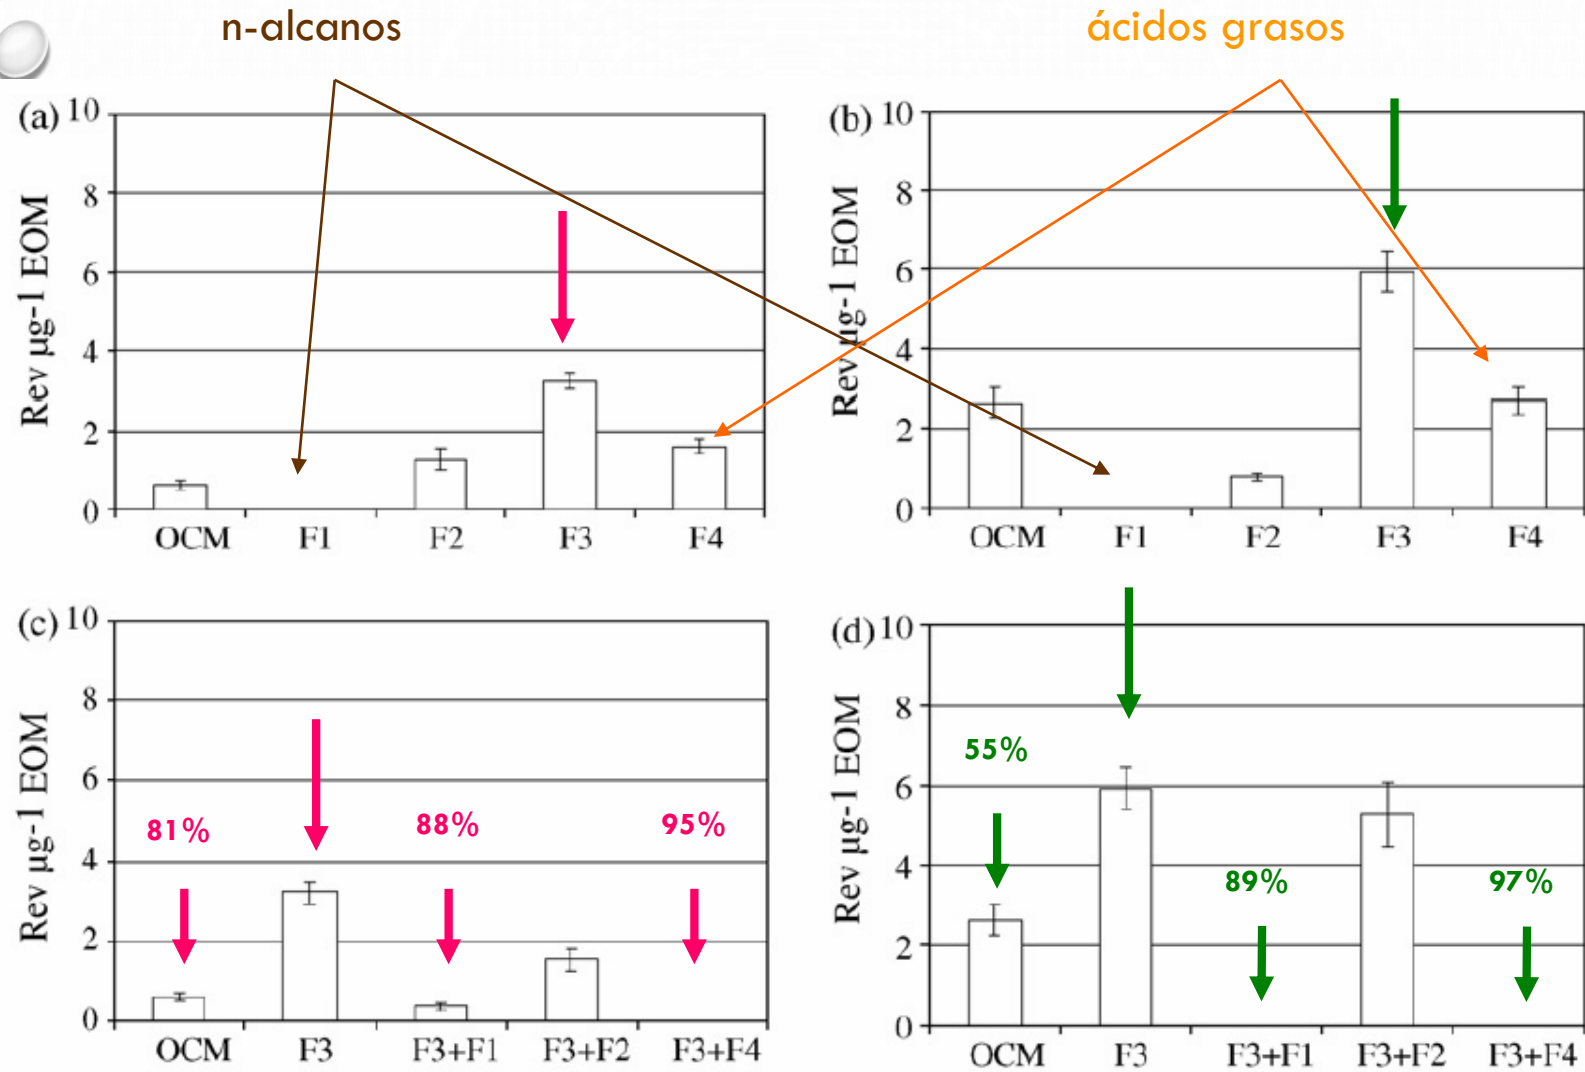 n-alcanos
ácidos grasos
(a)
10
8
6
4
2
0
Rev µg-1 EOM
OCM F1 F2 F3 F4
(b)
10
8
6
4
2
0
Rev µg-1 EOM
OCM F1 F2 F3 F4
(c)
10
8
6
4
2
0
Rev µg-1 EOM
81%
88%
95%
OCM F3 F3+F1 F3+F2 F3+F4
(d)
10
8
6
4
2
0
Rev µg-1 EOM
55%
89%
97%
OCM F3 F3+F1 F3+F2 F3+F4